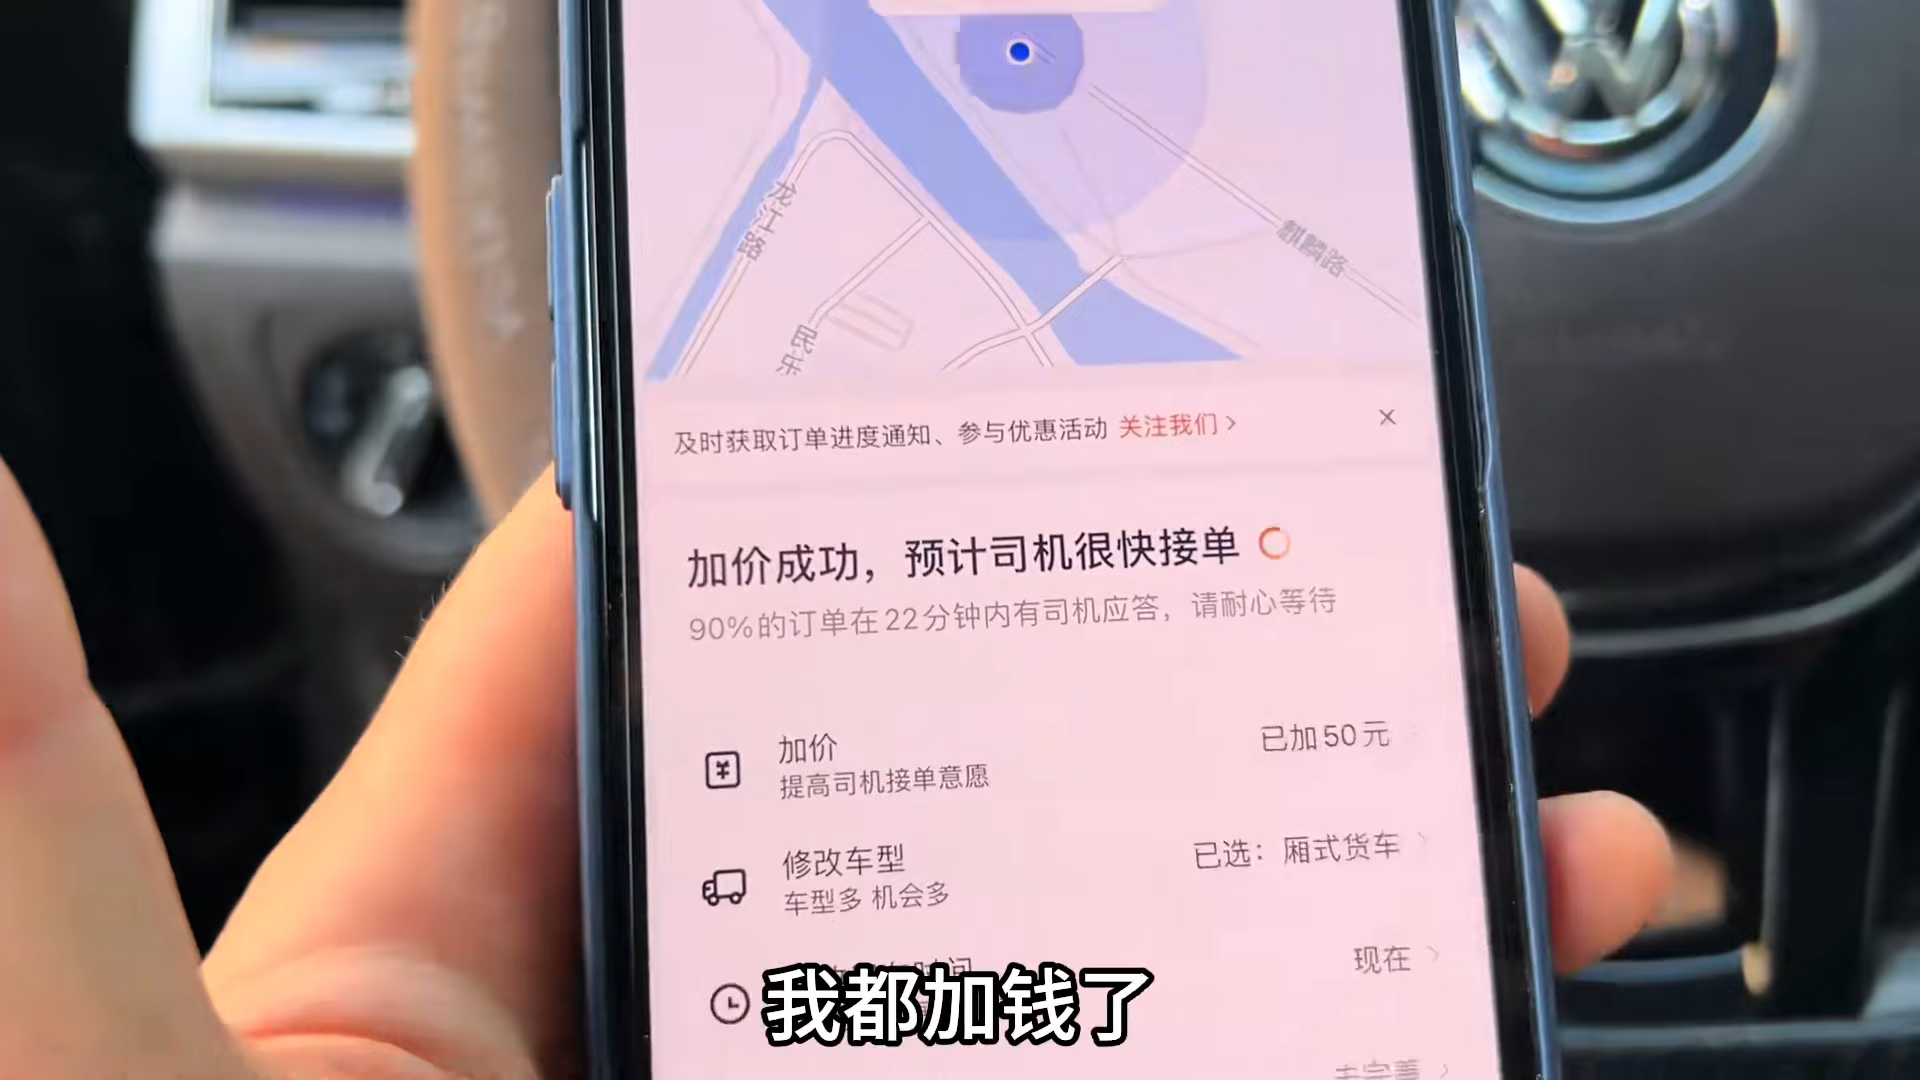 龙江路
麒麟路
民乐
及时获取订单进度通知、参与优惠活动 关注我们 >
加价成功，预计司机很快接单
90%的订单在22分钟内有司机应答，请耐心等待
加价
已加50元
提高司机接单意愿
修改车型
已选：厢式货车
车型多 机会多
时间
现在
我都加钱了